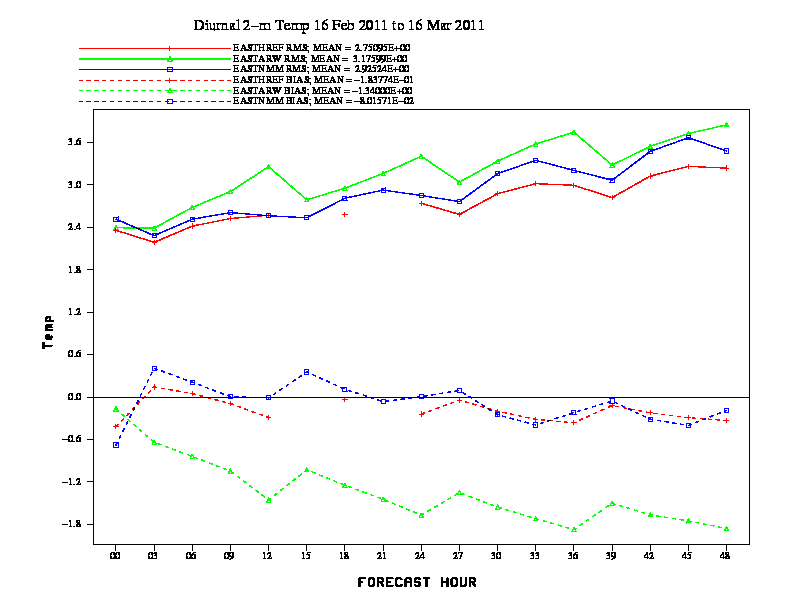 Diurnal 2-m Temp 16 Feb 2011 to 16 Mar 2011
EASTHREF RMS; MEAN = 2.75095E+00
EASTARW RMS; MEAN = 3.17599E+00
EASTNMM RMS; MEAN = 2.92524E+00
EASTHREF BIAS; MEAN = -1.83774E-01
EASTARW BIAS; MEAN = -1.34000E+00
EASTNMM BIAS; MEAN = -8.01571E-02
3.6
3.0
2.4
1.8
1.2
0.6
0.0
-0.6
-1.2
-1.8
Temp
00 03 06 09 12 15 18 21 24 27 30 33 36 39 42 45 48
FORECAST HOUR